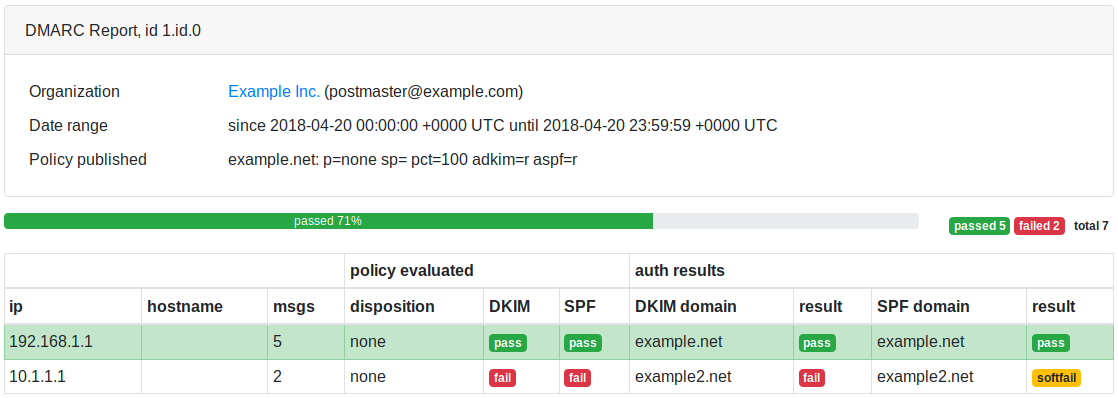 DMARC Report, id 1.id.0
Organization Example Inc. (postmaster@example.com)
Date range since 2018-04-20 00:00:00 +0000 UTC until 2018-04-20 23:59:59 +0000 UTC
Policy published example.net: p=none sp= pct=100 adkim=r aspf=r
passed 71% passed 5 failed 2 total 7
policy evaluated auth results
ip hostname msgs disposition DKIM SPF DKIM domain result SPF domain result
192.168.1.1 5 none pass pass example.net pass example.net pass
10.1.1.1 2 none fail fail example2.net fail example2.net softfail